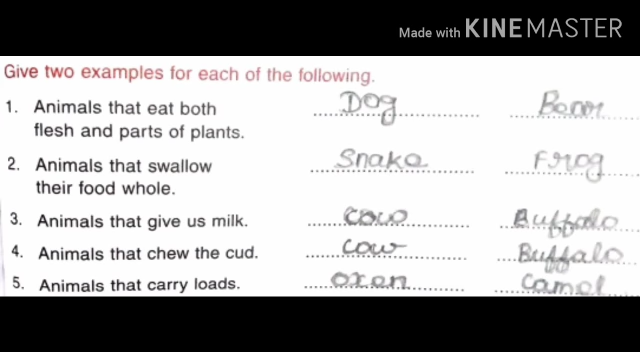 Made with KINEMASTER
Give two examples for each of the following.
1. Animals that eat both Dog Bear
flesh and parts of plants.
2. Animals that swallow Snake Frog
their food whole.
3. Animals that give us milk. cow Buffalo
4. Animals that chew the cud. cow Buffalo
5. Animals that carry loads. oxen Camel